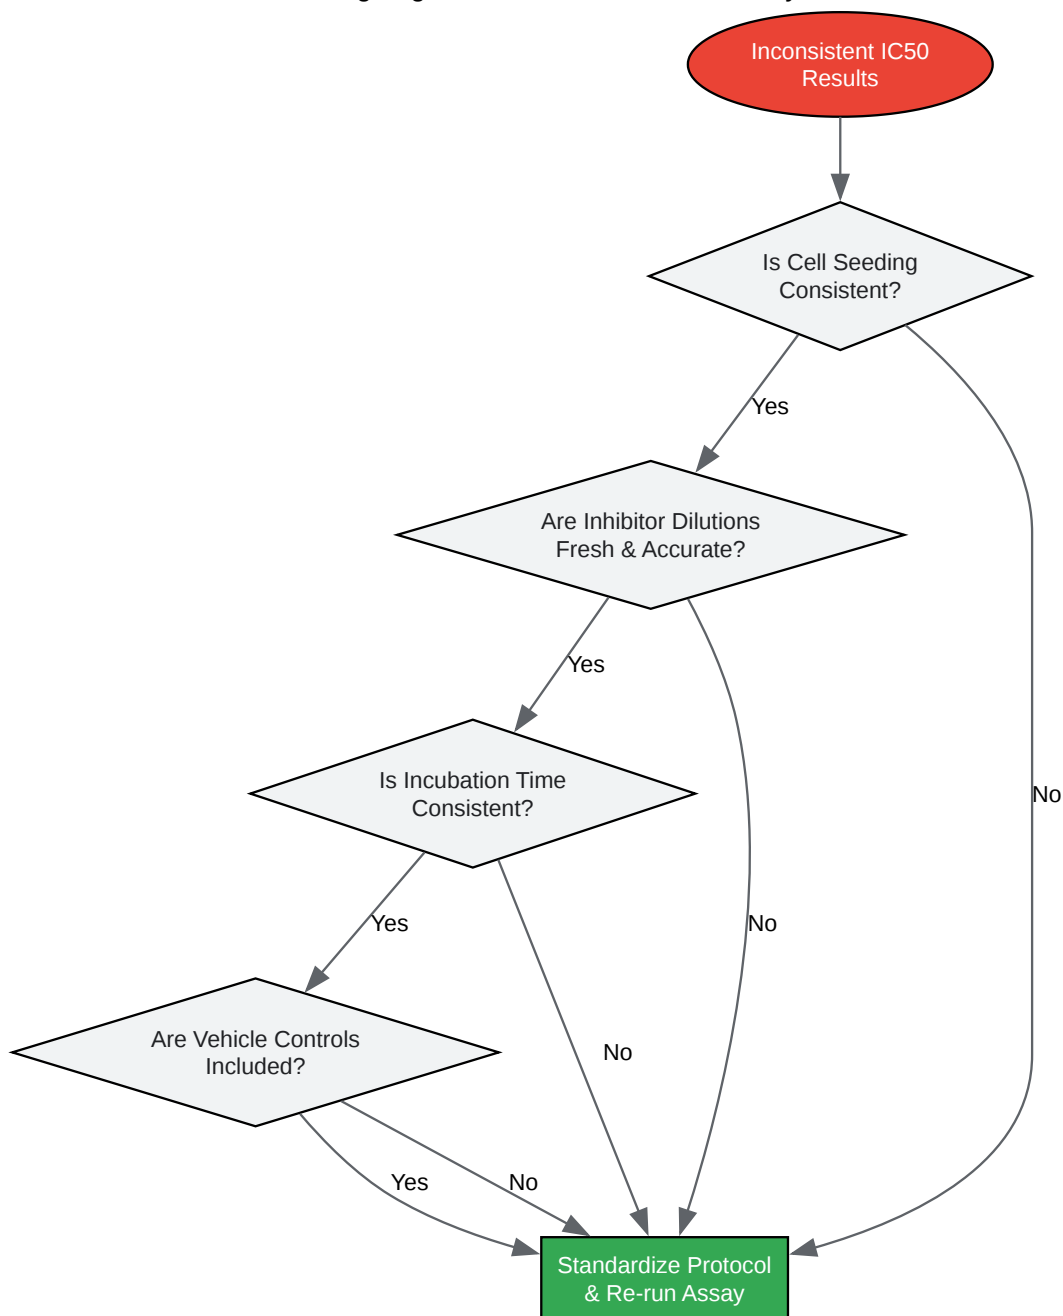 Inconsistent IC50
Results
Is Cell Seeding
Consistent?
Yes
Are Inhibitor Dilutions
Fresh & Accurate?
Yes
Is Incubation Time
Consistent?
No
Yes
No
Are Vehicle Controls
Included?
No
Yes
No
Standardize Protocol
& Re-run Assay